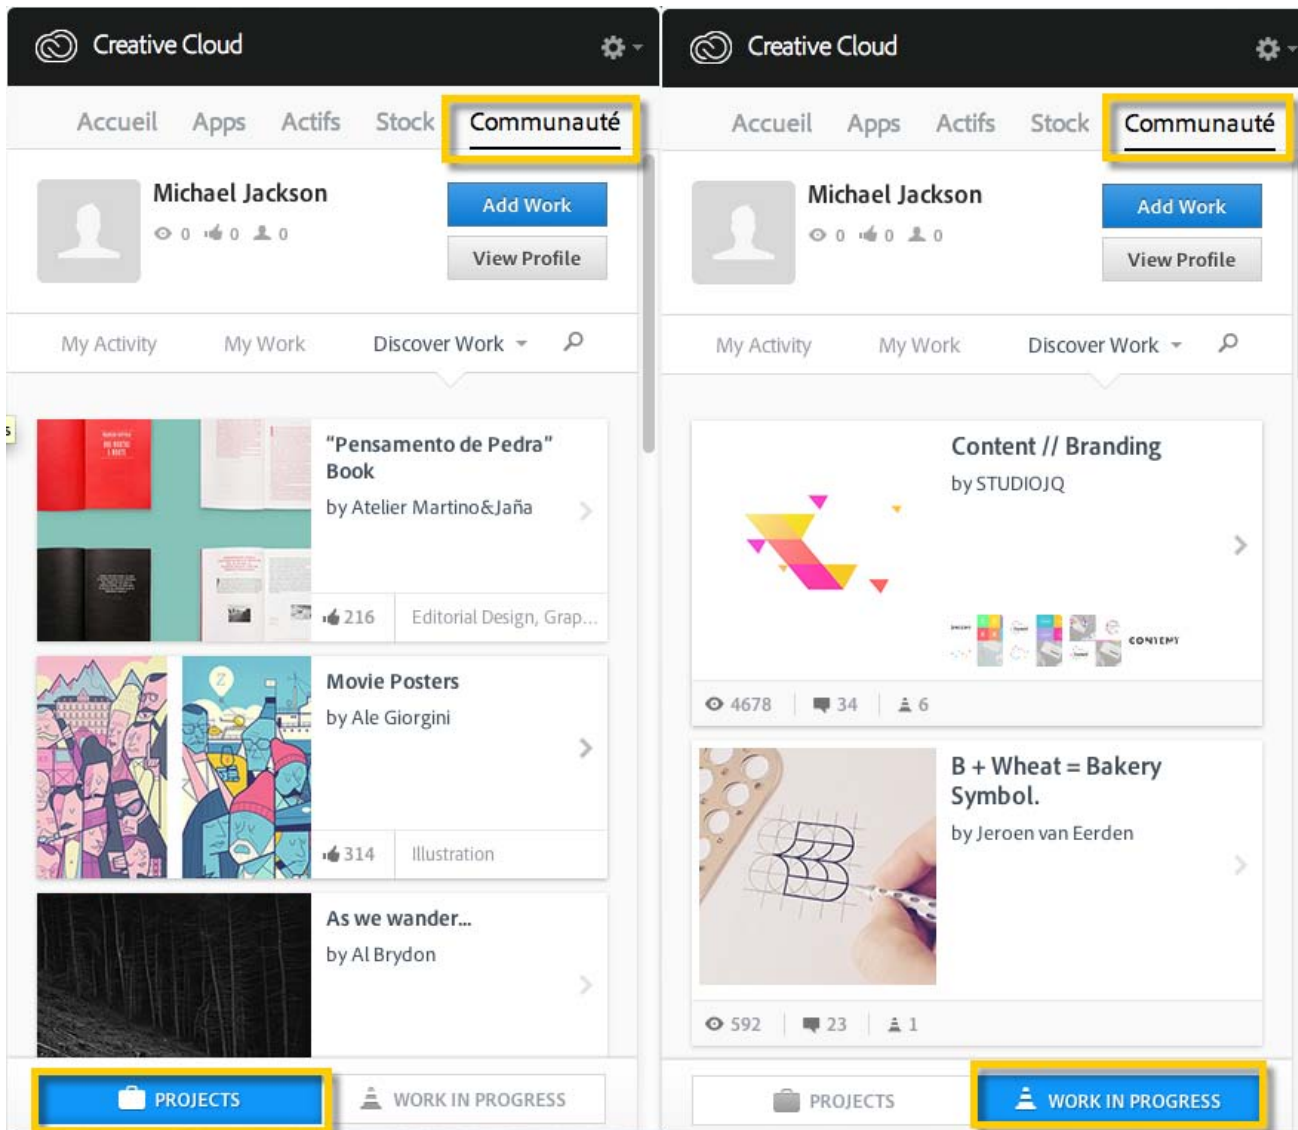 Creative Cloud
Accueil Apps Actifs Stock Communauté
Michael Jackson
0 0 0
Add Work
View Profile
My Activity My Work Discover Work
s
“Pensamento de Pedra”
Book
by Atelier Martino&Jaña
216 Editorial Design, Grap...
Movie Posters
by Ale Giorgini
Z
314 Illustration
As we wander...
by Al Brydon
PROJECTS WORK IN PROGRESS
Creative Cloud
Accueil Apps Actifs Stock Communauté
Michael Jackson
0 0 0
Add Work
View Profile
My Activity My Work Discover Work
Content // Branding
by STUDIOJQ
CONTENT
4678 34 6
B + Wheat = Bakery
Symbol.
by Jeroen van Eerden
592 23 1
PROJECTS WORK IN PROGRESS